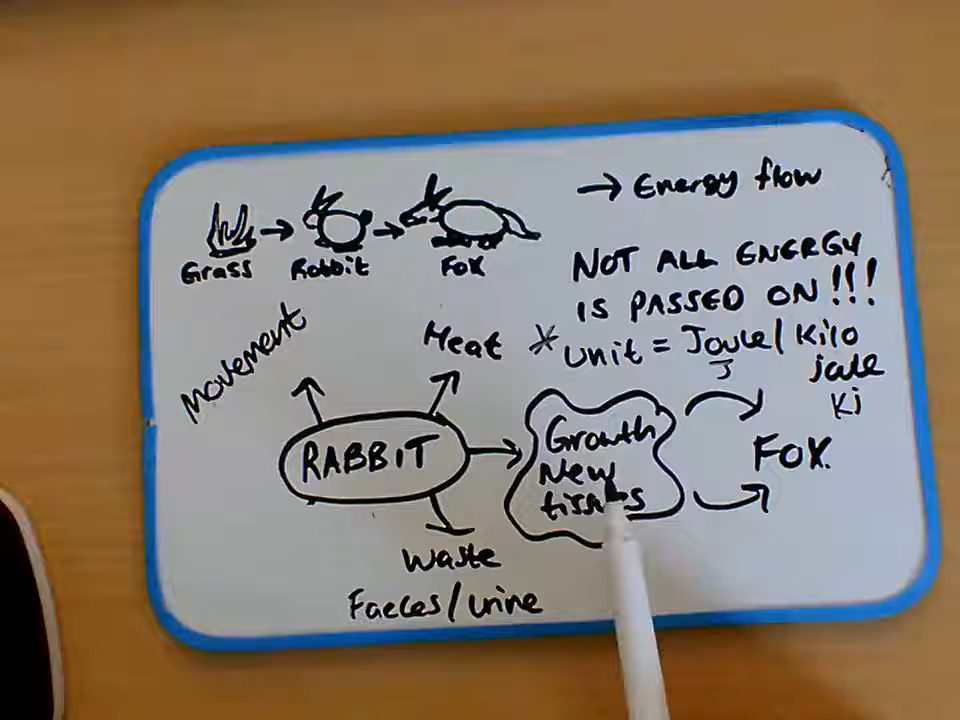 → Energy flow
Grass → Rabbit → Fox
NOT ALL ENERGY
IS PASSED ON!!!
* Unit = Joule/Kilo
J
joule
KJ
Movement
Heat
RABBIT
Growth
New
tissues
FOX.
Waste
Faeces/urine